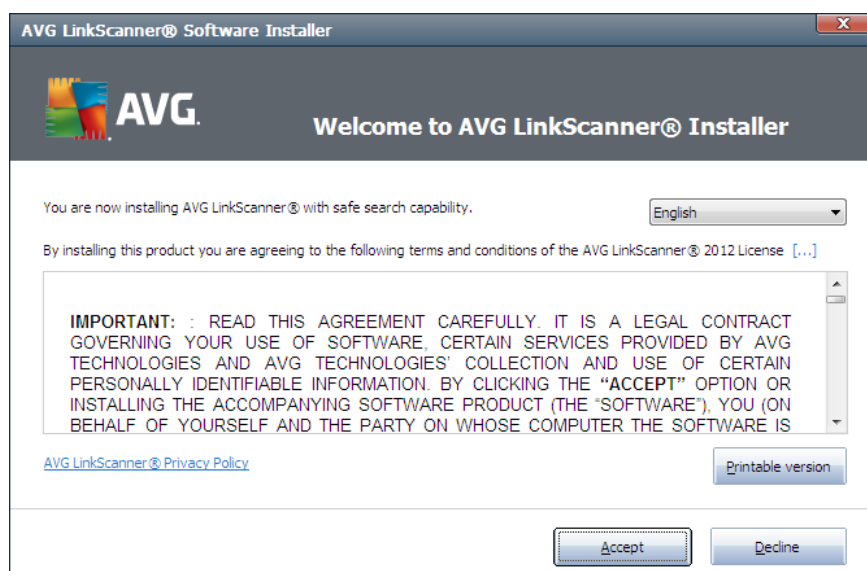 AVG LinkScanner® Software Installer
X
AVG.
Welcome to AVG LinkScanner® Installer
You are now installing AVG LinkScanner® with safe search capability.
English
By installing this product you are agreeing to the following terms and conditions of the AVG LinkScanner® 2012 License [...]
IMPORTANT: : READ THIS AGREEMENT CAREFULLY. IT IS A LEGAL CONTRACT
GOVERNING YOUR USE OF SOFTWARE, CERTAIN SERVICES PROVIDED BY AVG
TECHNOLOGIES AND AVG TECHNOLOGIES' COLLECTION AND USE OF CERTAIN
PERSONALLY IDENTIFIABLE INFORMATION. BY CLICKING THE “ACCEPT” OPTION OR
INSTALLING THE ACCOMPANYING SOFTWARE PRODUCT (THE “SOFTWARE”), YOU (ON
BEHALF OF YOURSELF AND THE PARTY ON WHOSE COMPUTER THE SOFTWARE IS
AVG LinkScanner® Privacy Policy
Printable version
Accept
Decline